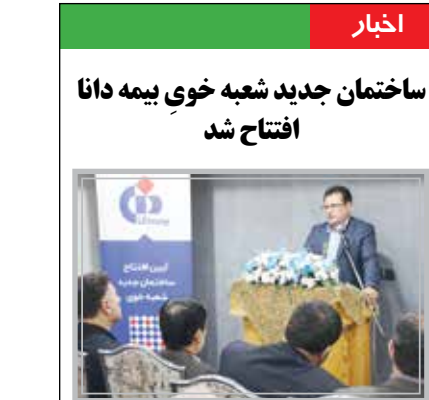 اخبار
ساختمان جدید شعبه خویِ بیمه دانا
افتتاح شد
آیین افتتاح
ساختمان جدید
شعبه خوی